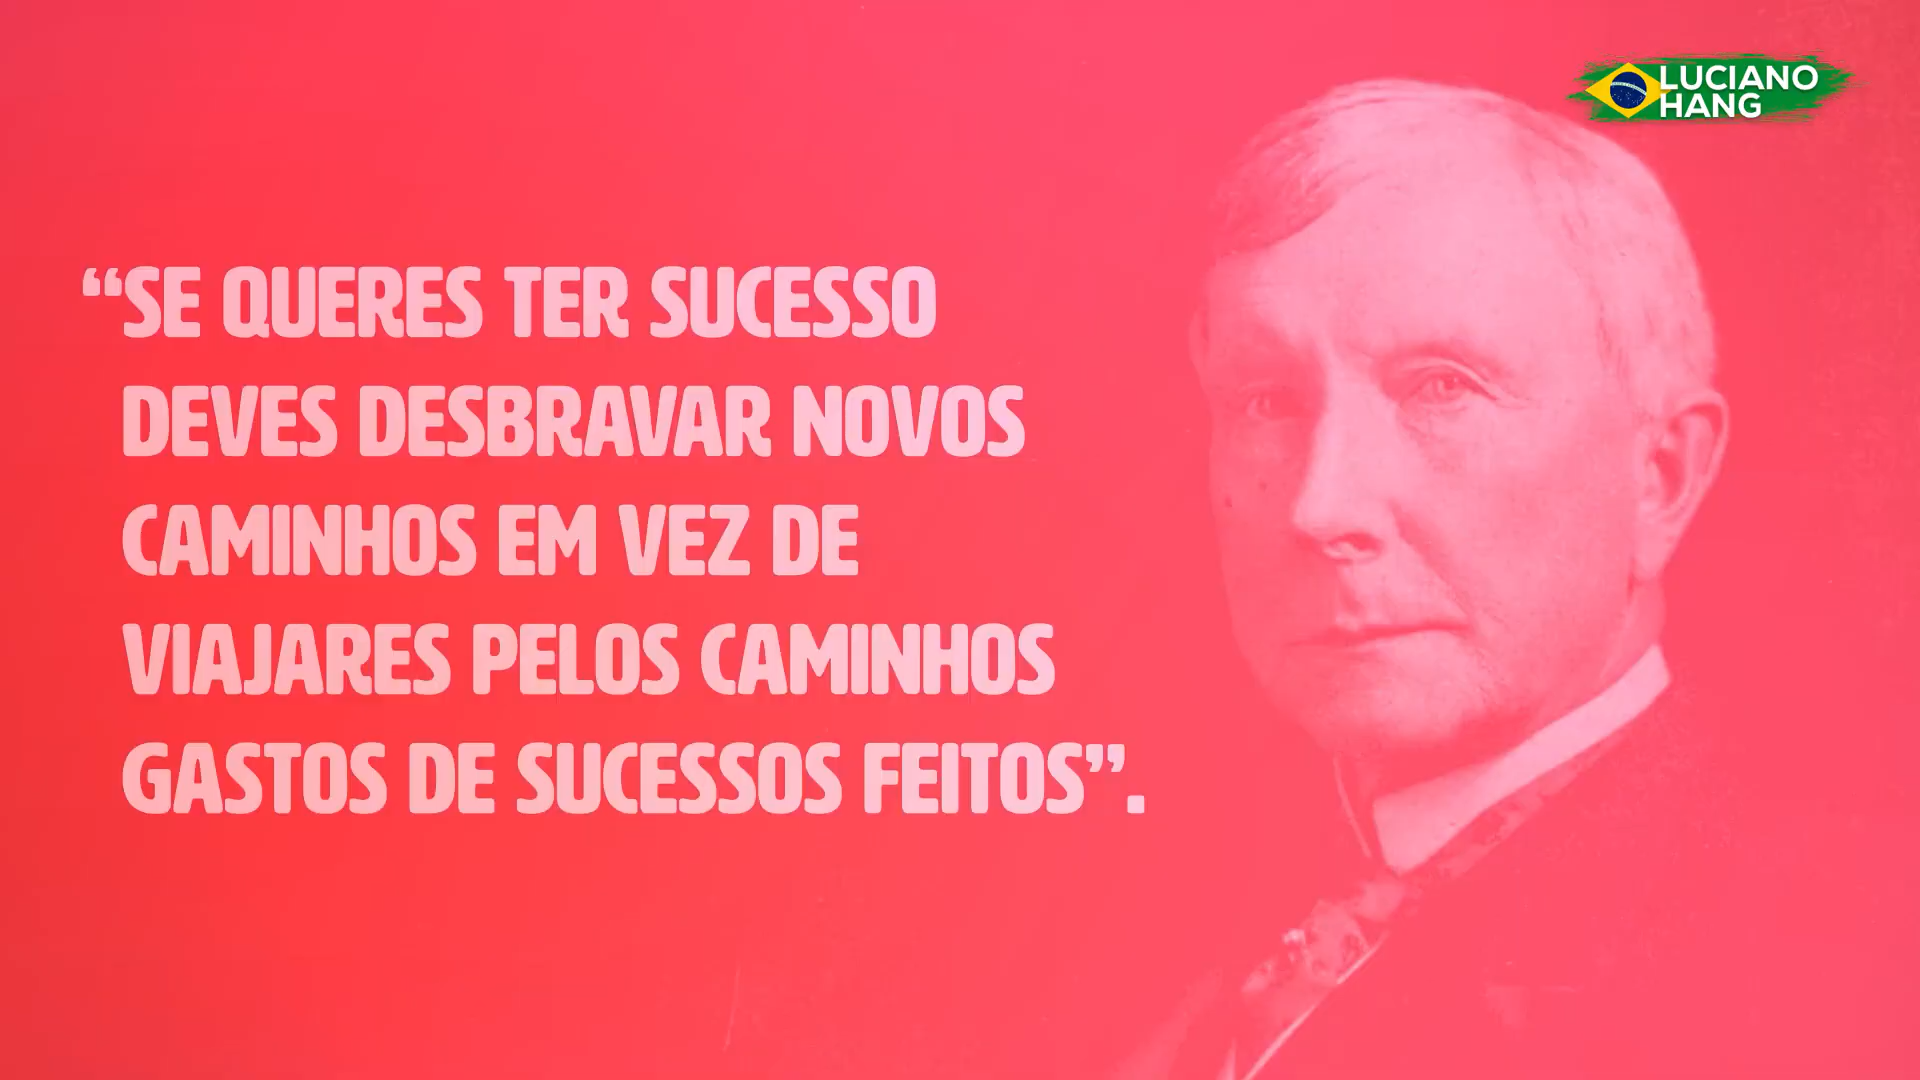 LUCIANO
HANG
“SE QUERES TER SUCESSO
DEVES DESBRAVAR NOVOS
CAMINHOS EM VEZ DE
VIAJARES PELOS CAMINHOS
GASTOS DE SUCESSOS FEITOS”.